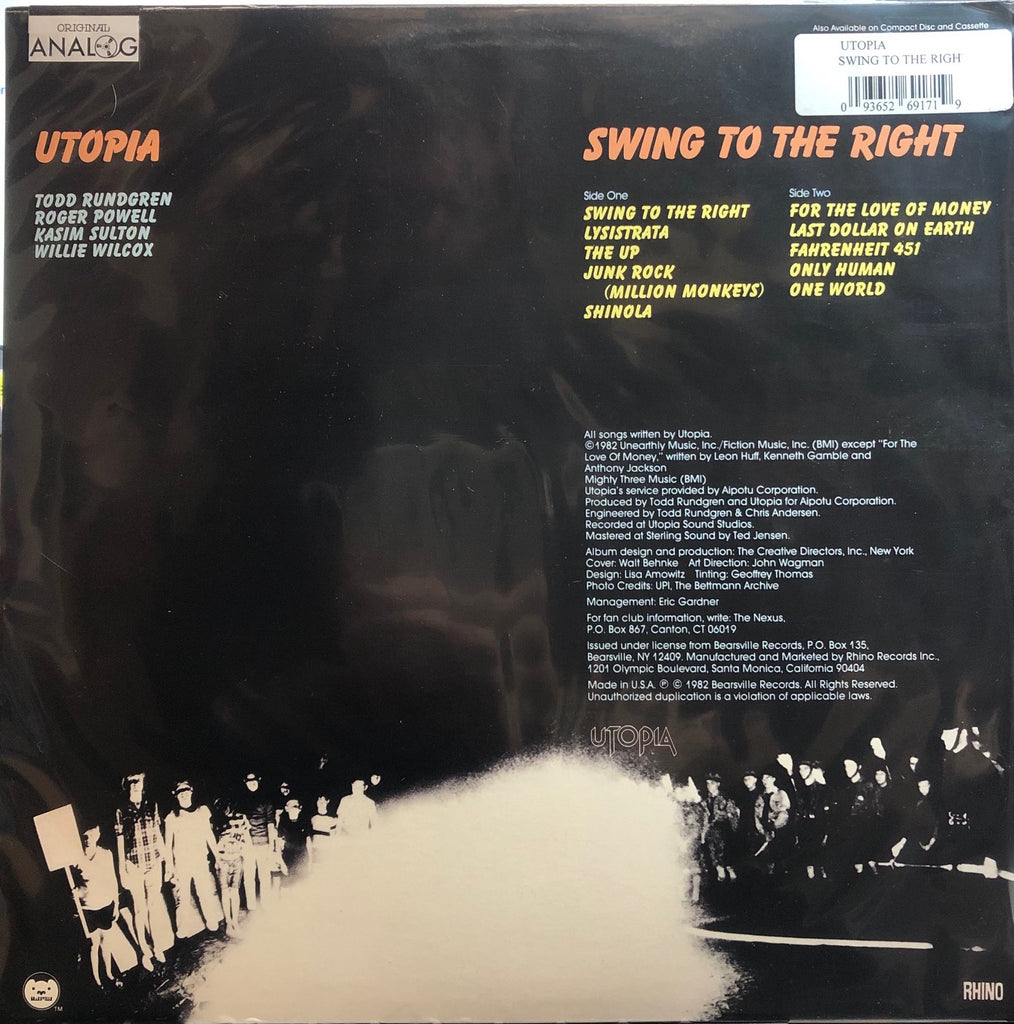 ORIGINAL
ANALOG
Also Available on Compact Disc and Cassette
UTOPIA
SWING TO THE RIGH
0 93652 69171 9
UTOPIA
TODD RUNDGREN
ROGER POWELL
KASIM SULTON
WILLIE WILCOX
SWING TO THE RIGHT
Side One
SWING TO THE RIGHT
LYSISTRATA
THE UP
JUNK ROCK
(MILLION MONKEYS)
SHINOLA
Side Two
FOR THE LOVE OF MONEY
LAST DOLLAR ON EARTH
FAHRENHEIT 451
ONLY HUMAN
ONE WORLD
All songs written by Utopia.
©1982 Unearthly Music, Inc./Fiction Music, Inc. (BMI) except "For The
Love Of Money," written by Leon Huff, Kenneth Gamble and
Anthony Jackson
Mighty Three Music (BMI)
Utopia's service provided by Aipotu Corporation.
Produced by Todd Rundgren and Utopia for Aipotu Corporation.
Engineered by Todd Rundgren & Chris Andersen.
Recorded at Utopia Sound Studios.
Mastered at Sterling Sound by Ted Jensen.
Album design and production: The Creative Directors, Inc., New York
Cover: Walt Behnke Art Direction: John Wagman
Design: Lisa Amowitz Tinting: Geoffrey Thomas
Photo Credits: UPI, The Bettmann Archive
Management: Eric Gardner
For fan club information, write: The Nexus,
P.O. Box 867, Canton, CT 06019
Issued under license from Bearsville Records, P.O. Box 135,
Bearsville, NY 12409. Manufactured and Marketed by Rhino Records Inc.,
1201 Olympic Boulevard, Santa Monica, California 90404
Made in U.S.A. ℗ © 1982 Bearsville Records. All Rights Reserved.
Unauthorized duplication is a violation of applicable laws.
UTOPIA
TM
RHINO